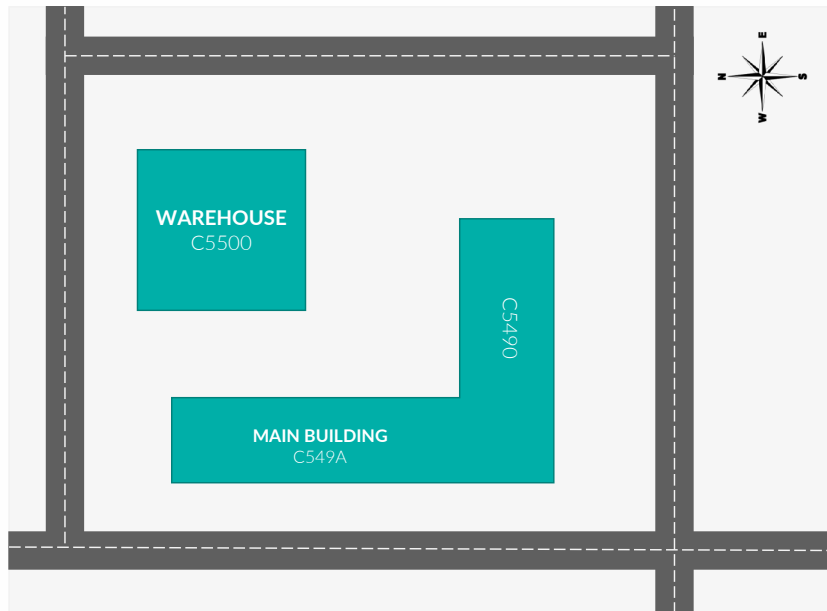 E
N
S
W
WAREHOUSE
C5500
C5490
MAIN BUILDING
C549A